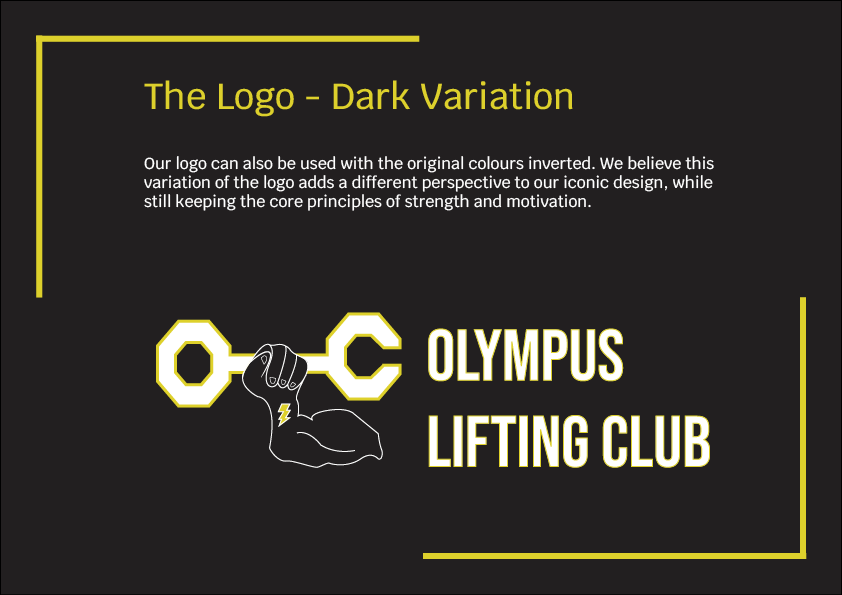 The Logo - Dark Variation
Our logo can also be used with the original colours inverted. We believe this
variation of the logo adds a different perspective to our iconic design, while
still keeping the core principles of strength and motivation.
O C
OLYMPUS
LIFTING CLUB